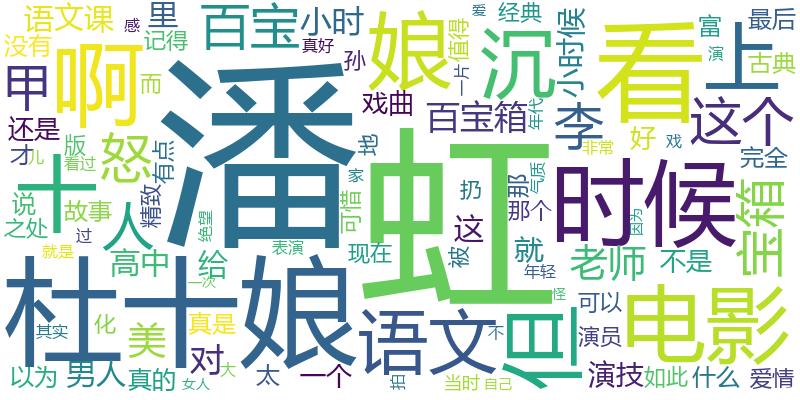 语文课
里
百宝
小时
真好
感
爱
经典
富
最后
没有
记得
孙
娘
沉
值得
一片
小时候
看
上
演
古典
甲
啊
而
潘
戏曲
百宝箱
年代
李
这个
还是
怒
有点
地
好
戏
才
儿
版
看过
十
虹
非常
完全
说
之处
故事
人
精致
家
可惜
扔
那
那个
气质
时候
宝箱
过
绝望
表演
这
被
因为
就是
高中
给
现在
就
年轻
老师
不是
杜十娘
一次
语文
但
怪
电影
其实
化
美
真是
对
不
可以
演员
以为
男人
真的
女人
大
太
一个
拍
当时
自己
演技
如此
什么
爱情